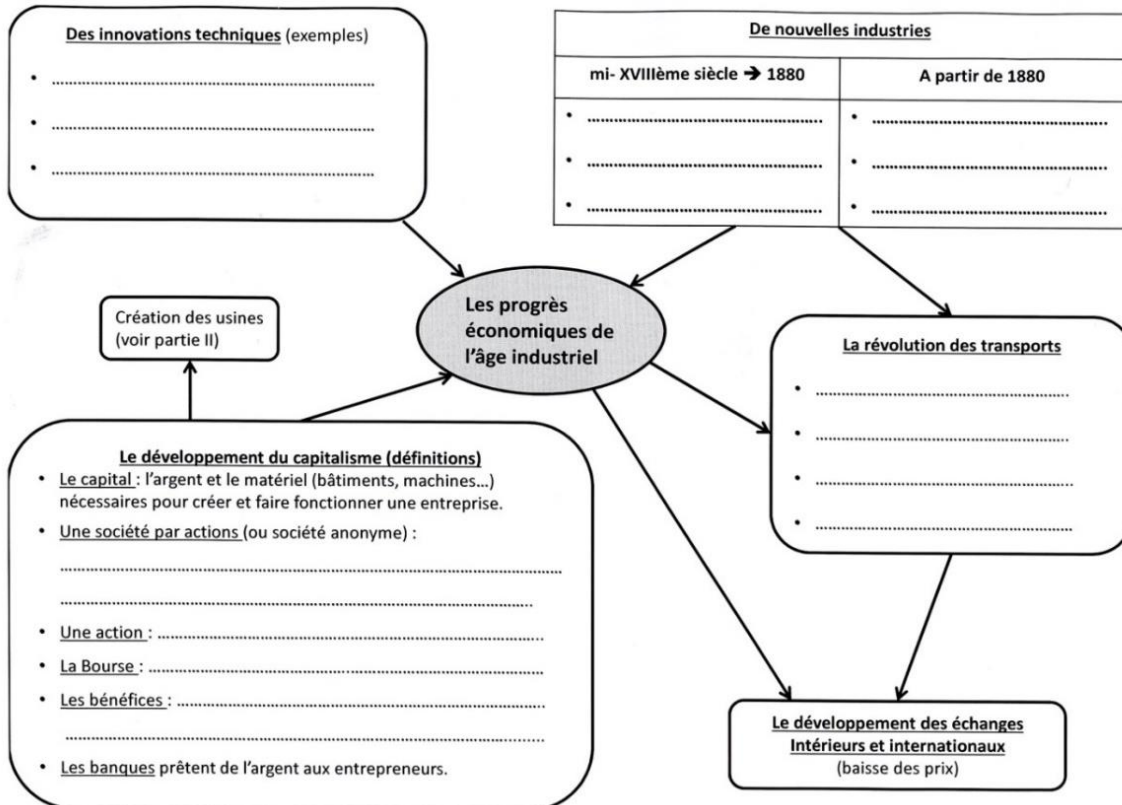 Des innovations techniques (exemples)
• ........................................
• ........................................
• ........................................
De nouvelles industries
mi- XVIIIème siècle ➔ 1880
A partir de 1880
• ........................................
• ........................................
• ........................................
• ........................................
• ........................................
• ........................................
Les progrès
économiques de
l'âge industriel
Création des usines
(voir partie II)
La révolution des transports
• ........................................
• ........................................
• ........................................
• ........................................
Le développement du capitalisme (définitions)
• Le capital : l'argent et le matériel (bâtiments, machines...)
nécessaires pour créer et faire fonctionner une entreprise.
• Une société par actions (ou société anonyme) :
........................................
........................................
• Une action : ........................................
• La Bourse : ........................................
• Les bénéfices : ........................................
........................................
• Les banques prêtent de l'argent aux entrepreneurs.
Le développement des échanges
Intérieurs et internationaux
(baisse des prix)